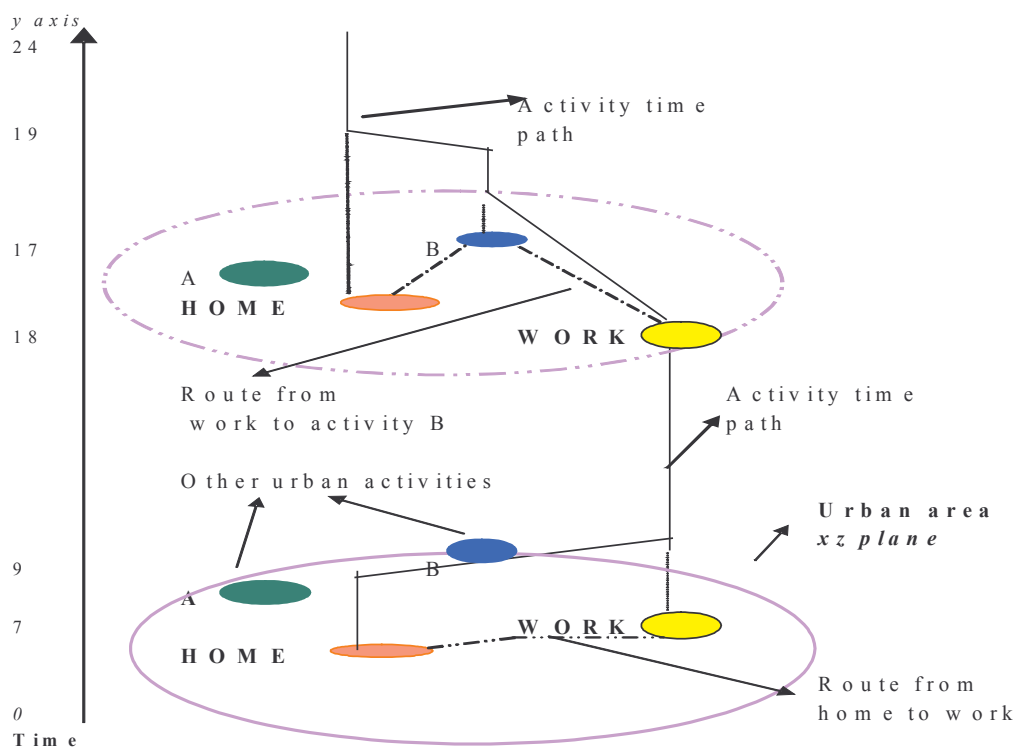 y axis
24
Activity time
path
19
17
B
A
HOME
18
WORK
Route from
work to activity B
Activity time
path
Other urban activities
Urban area
xz plane
9
B
A
7
WORK
HOME
Route from
home to work
0
Time